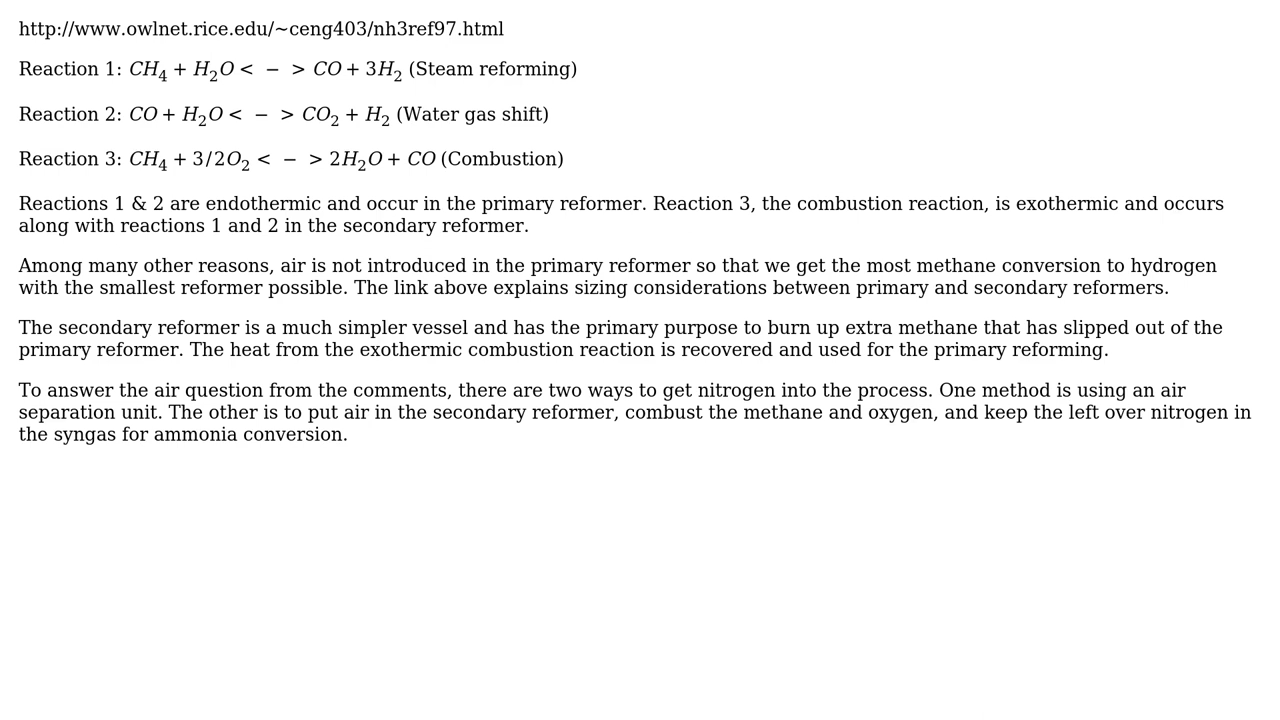 http://www.owlnet.rice.edu/~ceng403/nh3ref97.html
Reaction 1: CH₄ + H₂O < − > CO + 3H₂ (Steam reforming)
Reaction 2: CO + H₂O < − > CO₂ + H₂ (Water gas shift)
Reaction 3: CH₄ + 3/2O₂ < − > 2H₂O + CO (Combustion)
Reactions 1 & 2 are endothermic and occur in the primary reformer. Reaction 3, the combustion reaction, is exothermic and occurs
along with reactions 1 and 2 in the secondary reformer.
Among many other reasons, air is not introduced in the primary reformer so that we get the most methane conversion to hydrogen
with the smallest reformer possible. The link above explains sizing considerations between primary and secondary reformers.
The secondary reformer is a much simpler vessel and has the primary purpose to burn up extra methane that has slipped out of the
primary reformer. The heat from the exothermic combustion reaction is recovered and used for the primary reforming.
To answer the air question from the comments, there are two ways to get nitrogen into the process. One method is using an air
separation unit. The other is to put air in the secondary reformer, combust the methane and oxygen, and keep the left over nitrogen in
the syngas for ammonia conversion.